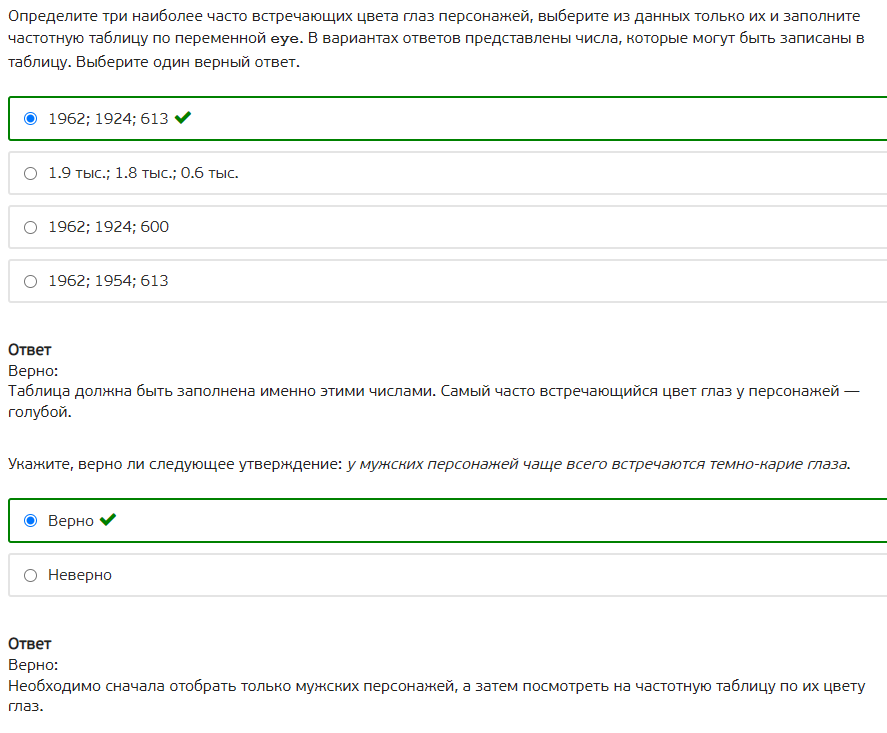 Определите три наиболее часто встречающих цвета глаз персонажей, выберите из данных только их и заполните
частотную таблицу по переменной eye. В вариантах ответов представлены числа, которые могут быть записаны в
таблицу. Выберите один верный ответ.
1962; 1924; 613
1.9 тыс.; 1.8 тыс.; 0.6 тыс.
1962; 1924; 600
1962; 1954; 613
Ответ
Верно:
Таблица должна быть заполнена именно этими числами. Самый часто встречающийся цвет глаз у персонажей —
голубой.
Укажите, верно ли следующее утверждение: у мужских персонажей чаще всего встречаются темно-карие глаза.
Верно
Неверно
Ответ
Верно:
Необходимо сначала отобрать только мужских персонажей, а затем посмотреть на частотную таблицу по их цвету
глаз.